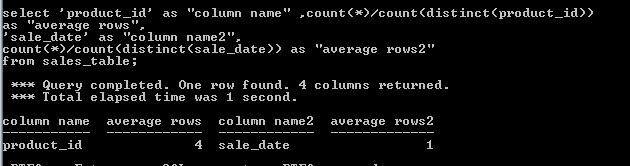 select 'product_id' as "column name" ,count(*)/count(distinct(product_id))
as "average rows",
'sale_date' as "column name2",
count(*)/count(distinct(sale_date)) as "average rows2"
from sales_table;
*** Query completed. One row found. 4 columns returned.
*** Total elapsed time was 1 second.
column name average rows column name2 average rows2
----------- ------------ ------------ -------------
product_id 4 sale_date 1